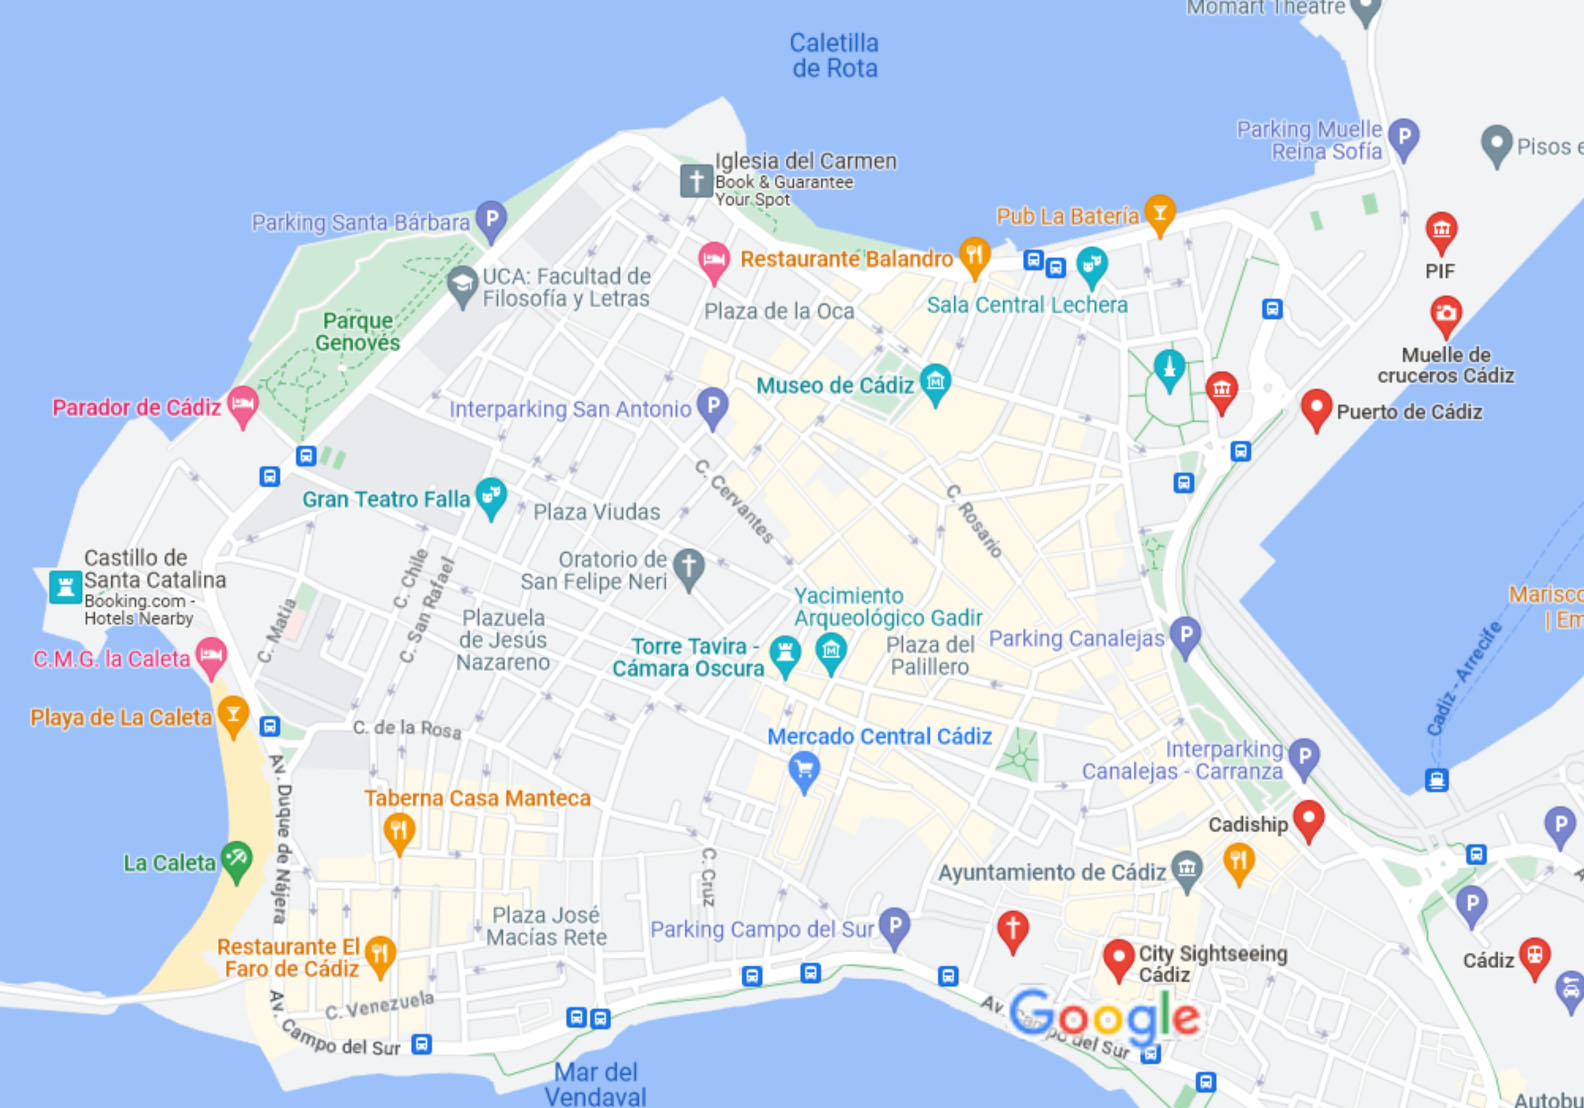 Momart Theatre
Caletilla
de Rota
Parking Muelle
Reina Sofía
Pisos e
Iglesia del Carmen
Book & Guarantee
Your Spot
Parking Santa Bárbara
Pub La Batería
Restaurante Balandro
PIF
UCA: Facultad de
Filosofía y Letras
Plaza de la Oca
Sala Central Lechera
Parque
Genovés
Muelle de
cruceros Cádiz
Museo de Cádiz
Parador de Cádiz
Interparking San Antonio
Puerto de Cádiz
Gran Teatro Falla
Plaza Viudas
C. Cervantes
C. Rosario
Castillo de
Santa Catalina
Booking.com -
Hotels Nearby
Oratorio de
San Felipe Neri
C. Chile
C. San Rafael
C. Matia
Yacimiento
Arqueológico Gadir
Marisco
| Em
Plazuela
de Jesús
Nazareno
Torre Tavira -
Cámara Oscura
Plaza del
Palillero
Parking Canalejas
C.M.G. la Caleta
Cadiz - Arrecife
Playa de La Caleta
C. de la Rosa
Mercado Central Cádiz
Interparking
Canalejas - Carranza
Taberna Casa Manteca
Av. Duque de Nájera
Cadiship
La Caleta
C. Cruz
Ayuntamiento de Cádiz
Plaza José
Macías Rete
Parking Campo del Sur
Restaurante El
Faro de Cádiz
City Sightseeing
Cádiz
Cádiz
C. Venezuela
Av. Campo del Sur
Av. Campo del Sur
Google
Mar del
Vendaval
Autobu